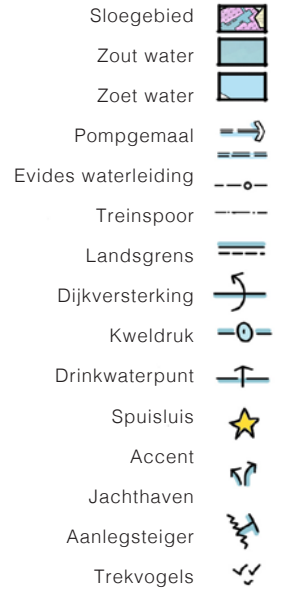 Sloegebied
Zout water
Zoet water
Pompgemaal
Evides waterleiding
Treinspoor
Landsgrens
Dijkversterking
Kweldruk
Drinkwaterpunt
Spuisluis
Accent
Jachthaven
Aanlegsteiger
Trekvogels